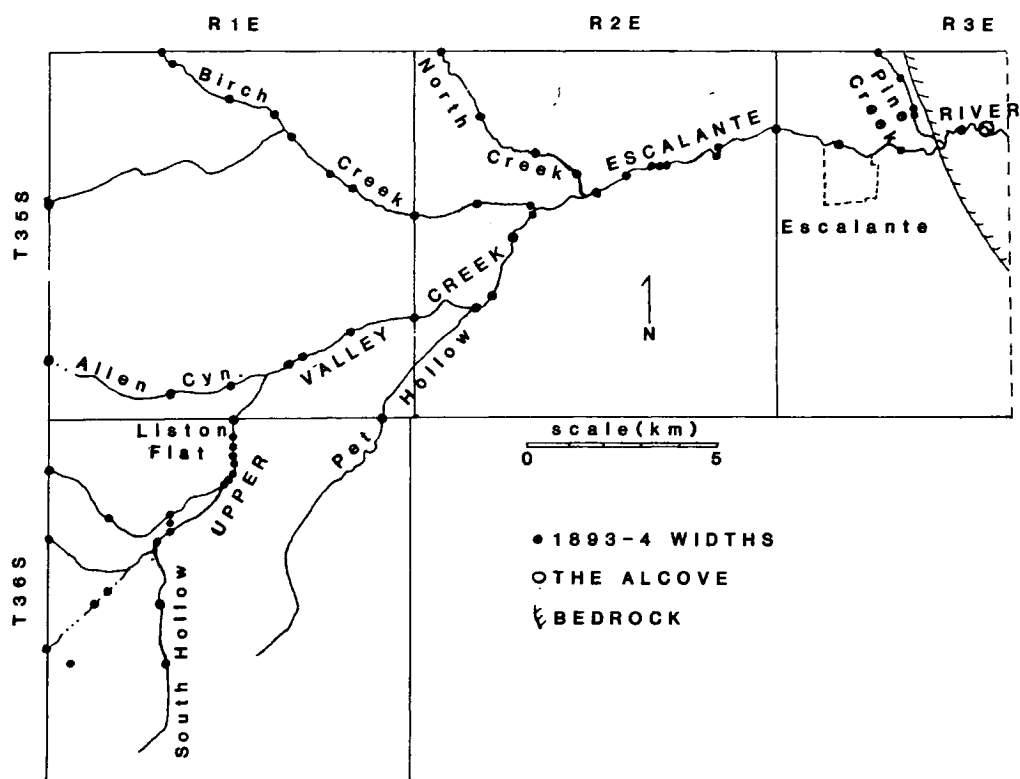 R1E
R2E
R3E
Birch
Creek
North
Creek
ESCALANTE
Pine
Creek
RIVER
T35S
Escalante
CREEK
N
VALLEY
Allen Cyn.
Hollow
Pet
Liston
Flat
UPPER
scale(km)
0 5
1893-4 WIDTHS
THE ALCOVE
BEDROCK
T36S
South Hollow